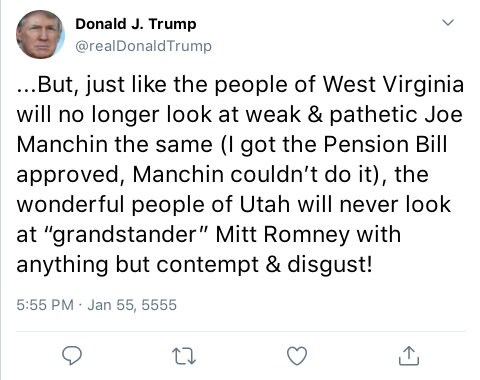 Donald J. Trump
@realDonaldTrump
...But, just like the people of West Virginia
will no longer look at weak & pathetic Joe
Manchin the same (I got the Pension Bill
approved, Manchin couldn’t do it), the
wonderful people of Utah will never look
at “grandstander” Mitt Romney with
anything but contempt & disgust!
5:55 PM · Jan 55, 5555